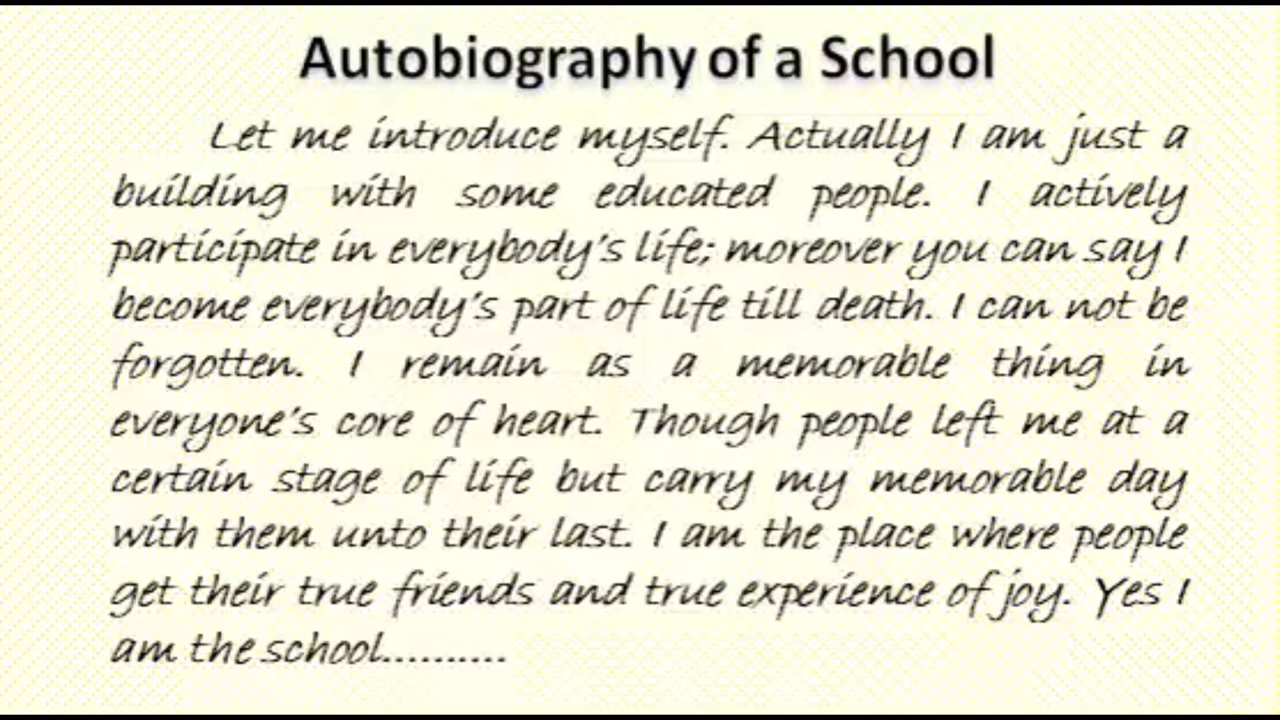 Autobiography of a School
Let me introduce myself. Actually I am just a
building with some educated people. I actively
participate in everybody's life; moreover you can say I
become everybody's part of life till death. I can not be
forgotten. I remain as a memorable thing in
everyone's core of heart. Though people left me at a
certain stage of life but carry my memorable day
with them unto their last. I am the place where people
get their true friends and true experience of joy. Yes I
am the school..........